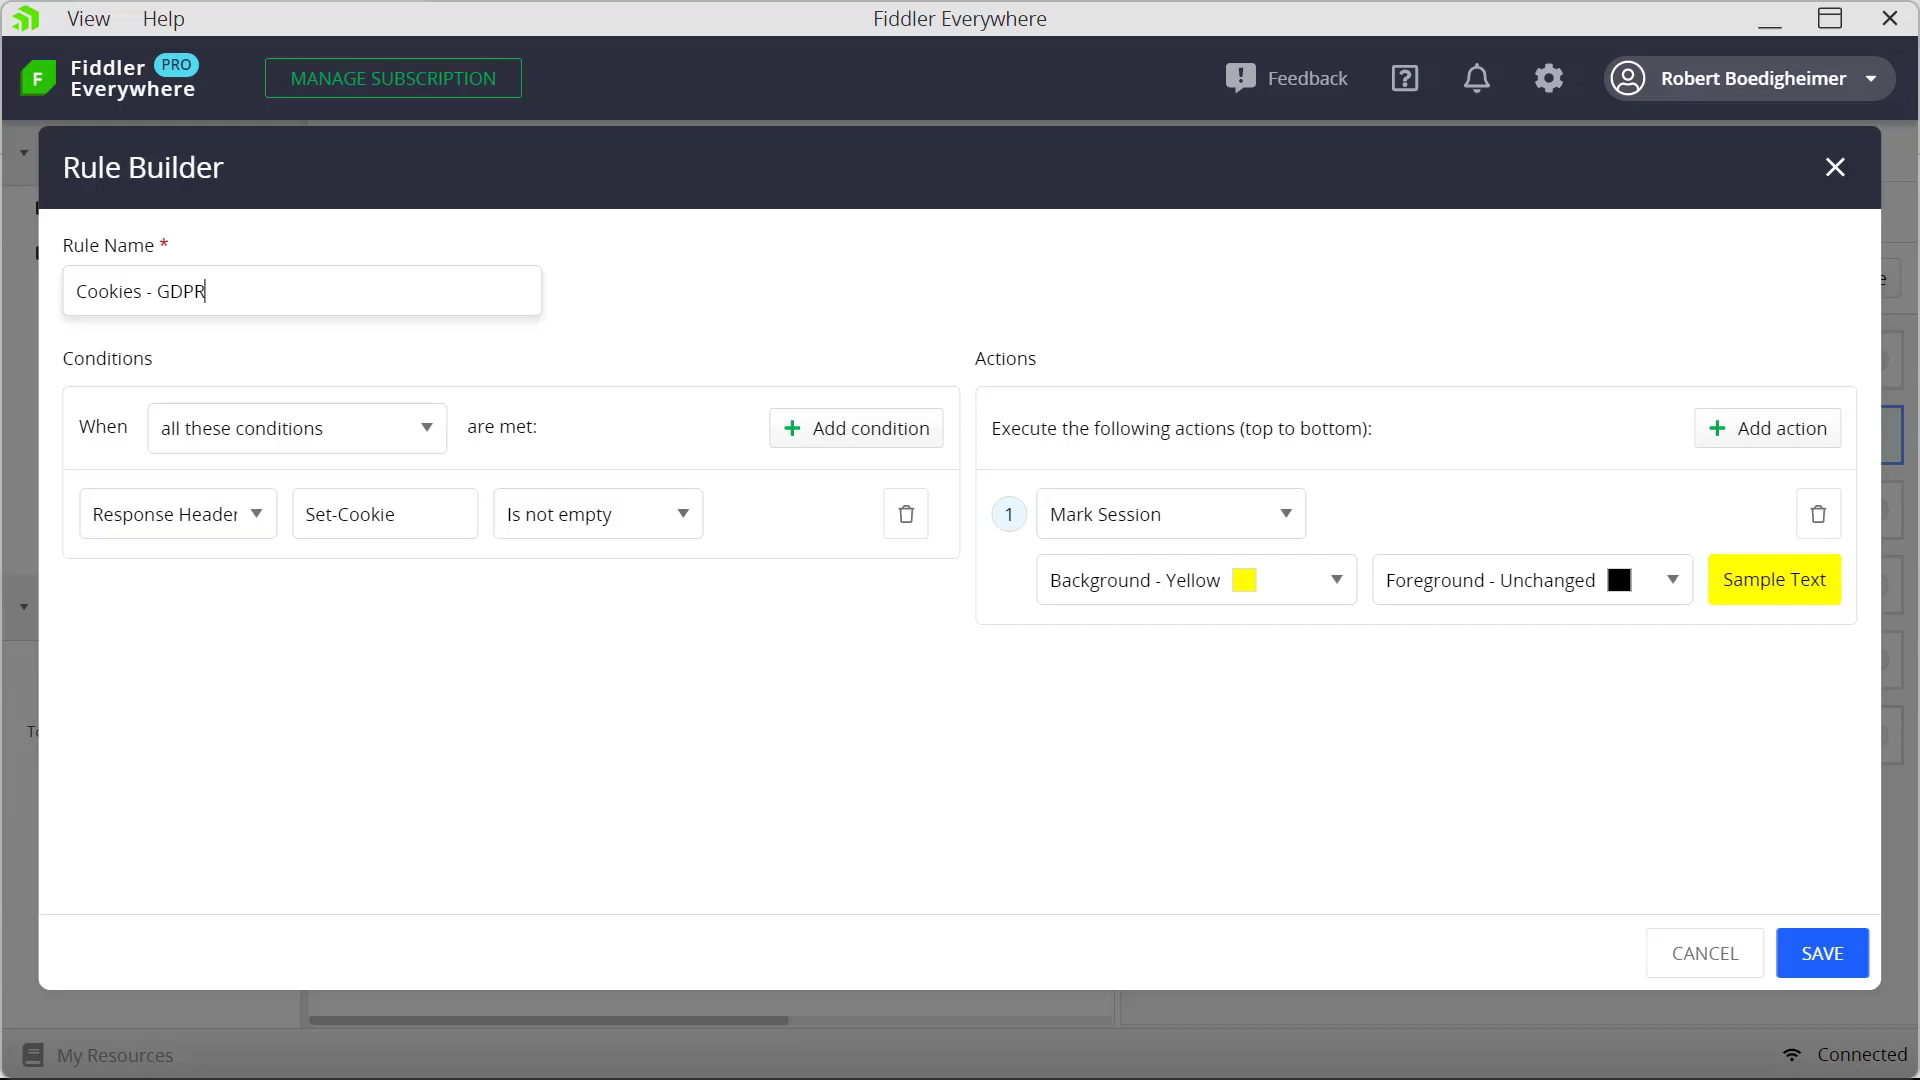 View Help Fiddler Everywhere
F Fiddler Everywhere PRO MANAGE SUBSCRIPTION Feedback Robert Boedigheimer
Rule Builder
Rule Name *
Cookies - GDPR
Conditions
When all these conditions are met: Add condition
Response Header Set-Cookie Is not empty
Actions
Execute the following actions (top to bottom): Add action
1 Mark Session
Background - Yellow Foreground - Unchanged Sample Text
CANCEL SAVE
My Resources Connected